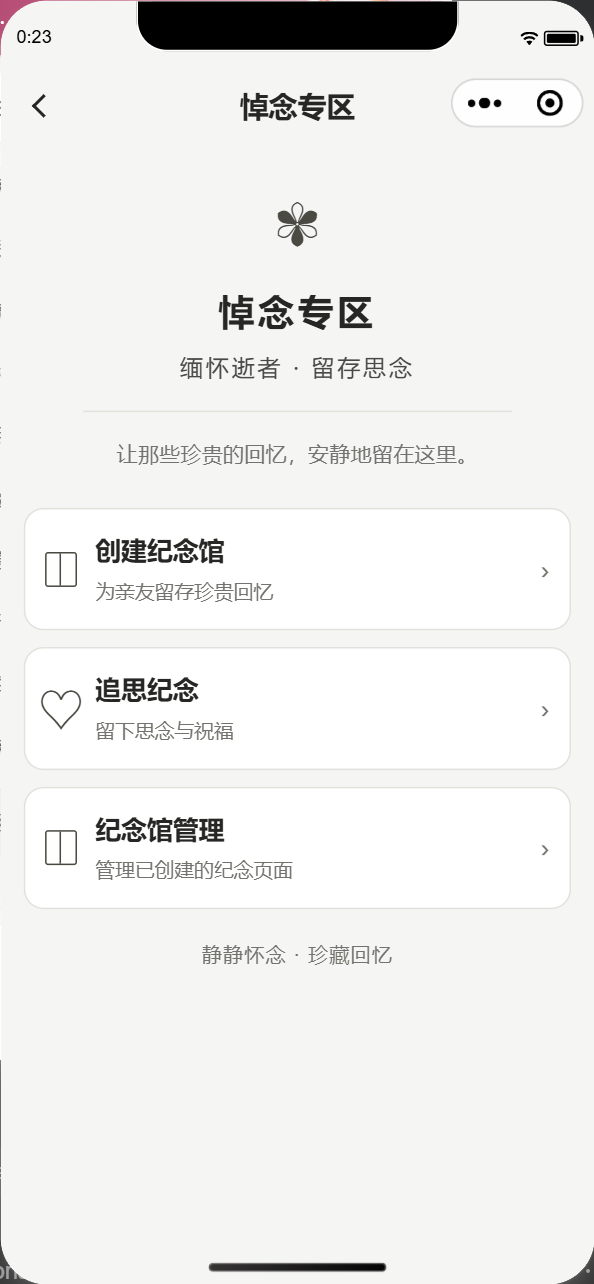 0:23
悼念专区
悼念专区
缅怀逝者 · 留存思念
让那些珍贵的回忆，安静地留在这里。
创建纪念馆
为亲友留存珍贵回忆
追思纪念
留下思念与祝福
纪念馆管理
管理已创建的纪念页面
静静怀念 · 珍藏回忆